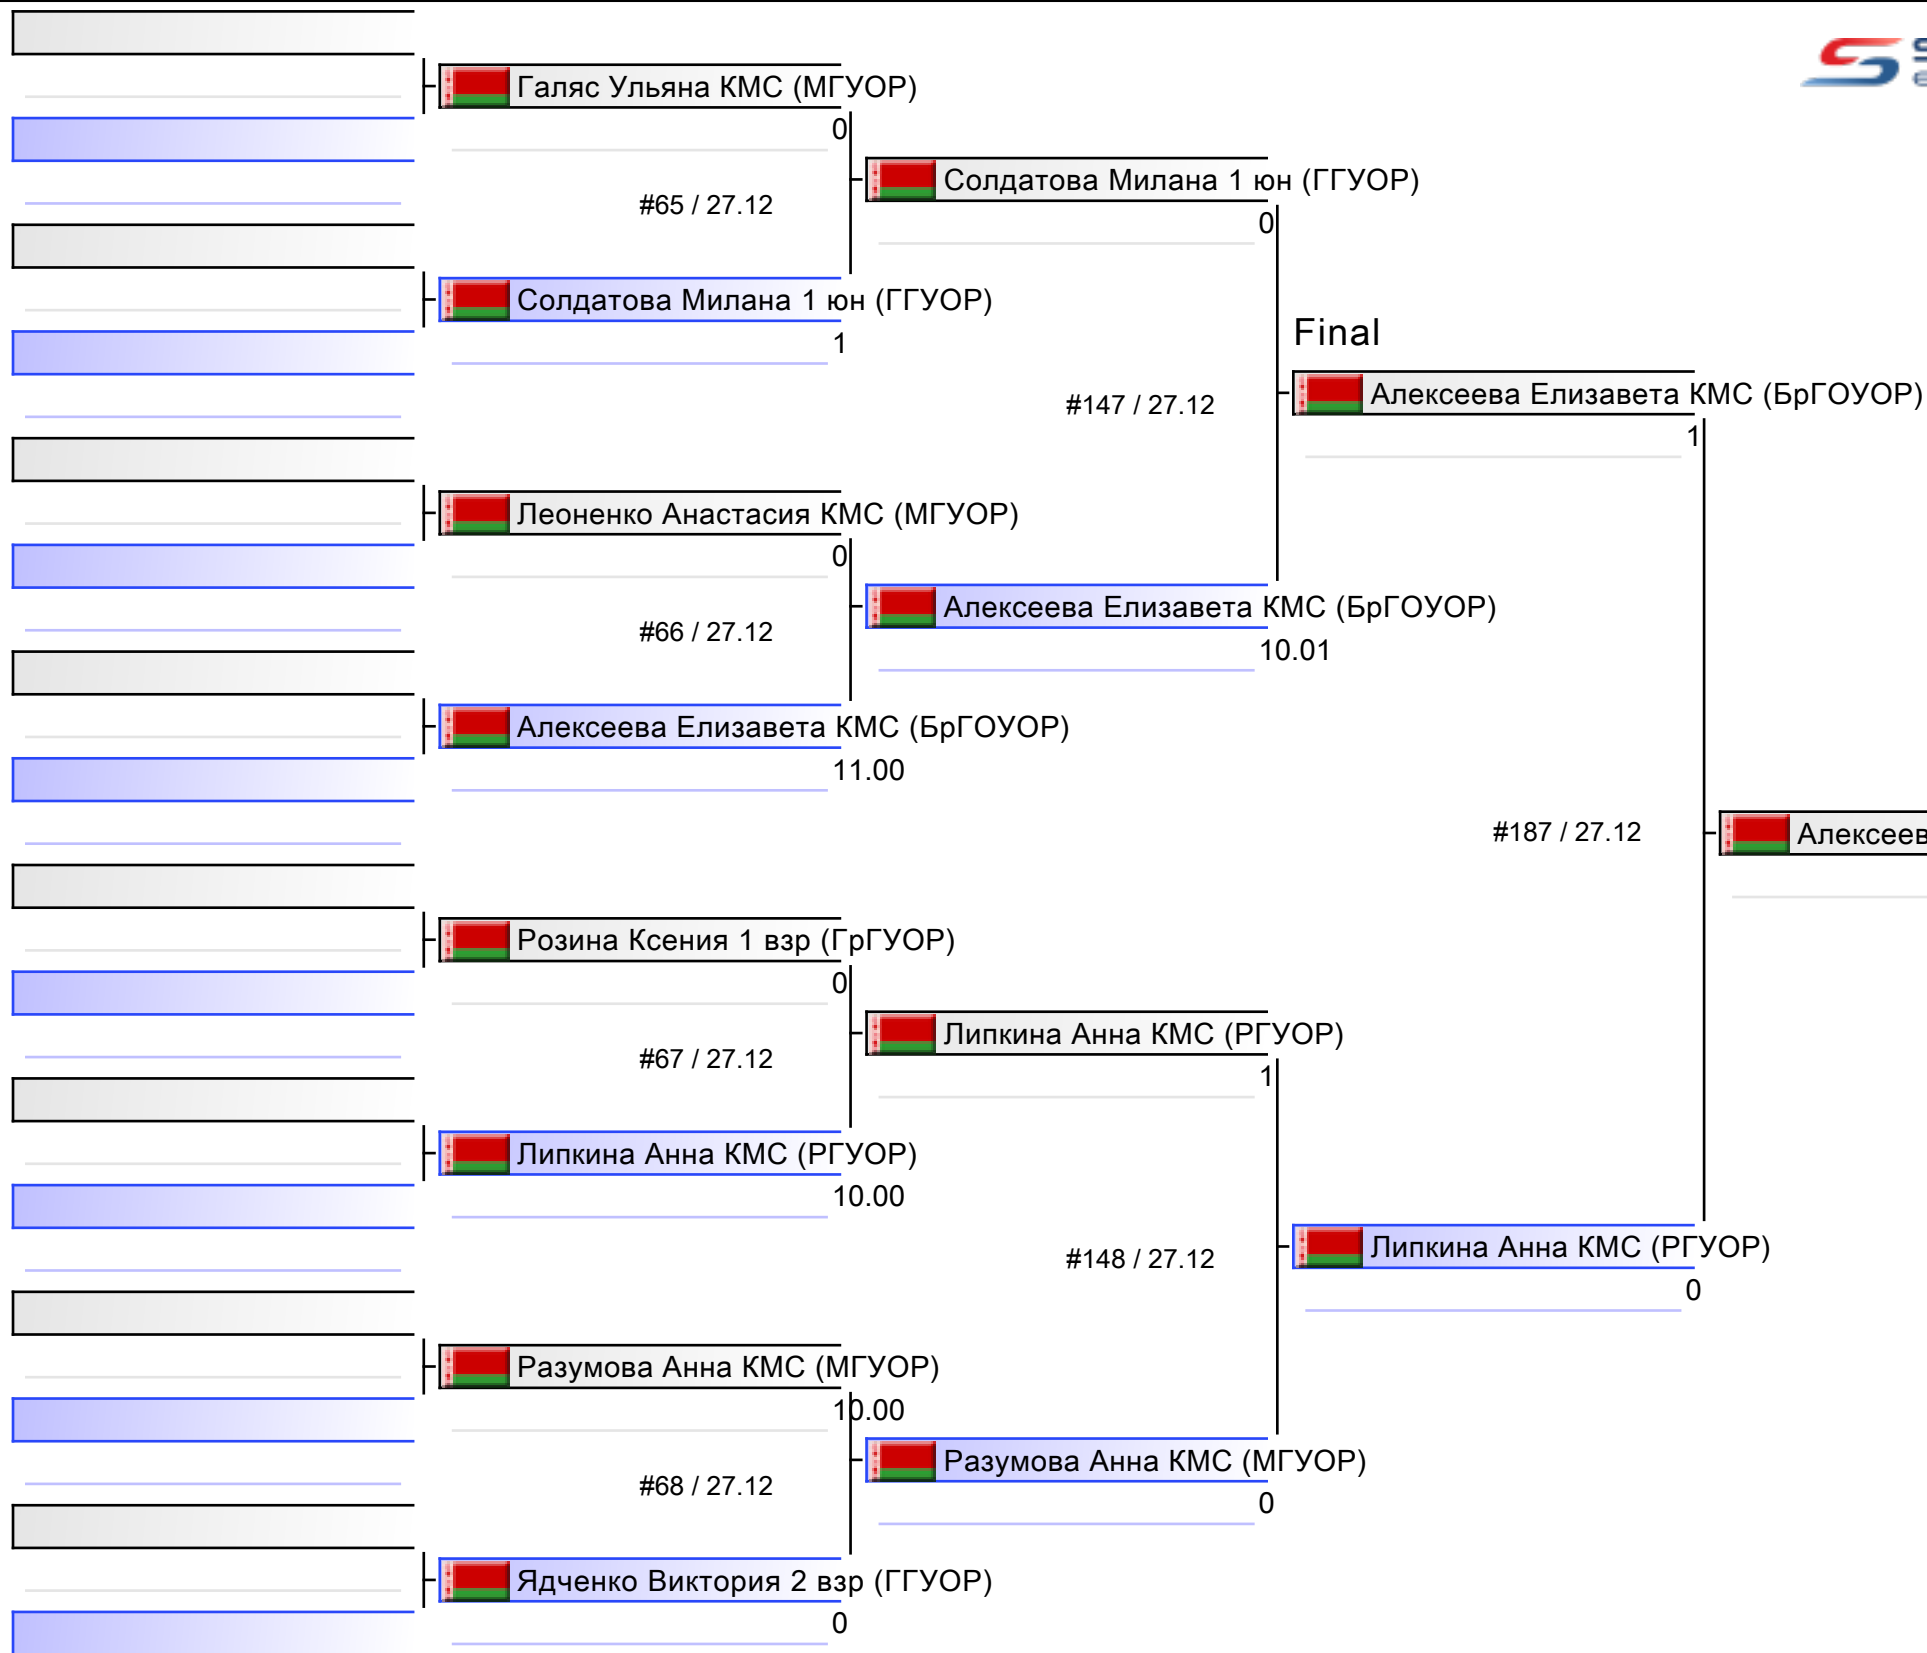 Галяс Ульяна КМС (МГУОР)
0
#65 / 27.12
Солдатова Милана 1 юн (ГГУОР)
1
Солдатова Милана 1 юн (ГГУОР)
0
#147 / 27.12
Леоненко Анастасия КМС (МГУОР)
0
#66 / 27.12
Алексеева Елизавета КМС (БрГОУОР)
11.00
Алексеева Елизавета КМС (БрГОУОР)
10.01
Final
Алексеева Елизавета КМС (БрГОУОР)
1
#187 / 27.12
Алексеев
Розина Ксения 1 взр (ГрГУОР)
0
#67 / 27.12
Липкина Анна КМС (РГУОР)
10.00
Липкина Анна КМС (РГУОР)
1
#148 / 27.12
Липкина Анна КМС (РГУОР)
0
Разумова Анна КМС (МГУОР)
10.00
#68 / 27.12
Ядченко Виктория 2 взр (ГГУОР)
0
Разумова Анна КМС (МГУОР)
0